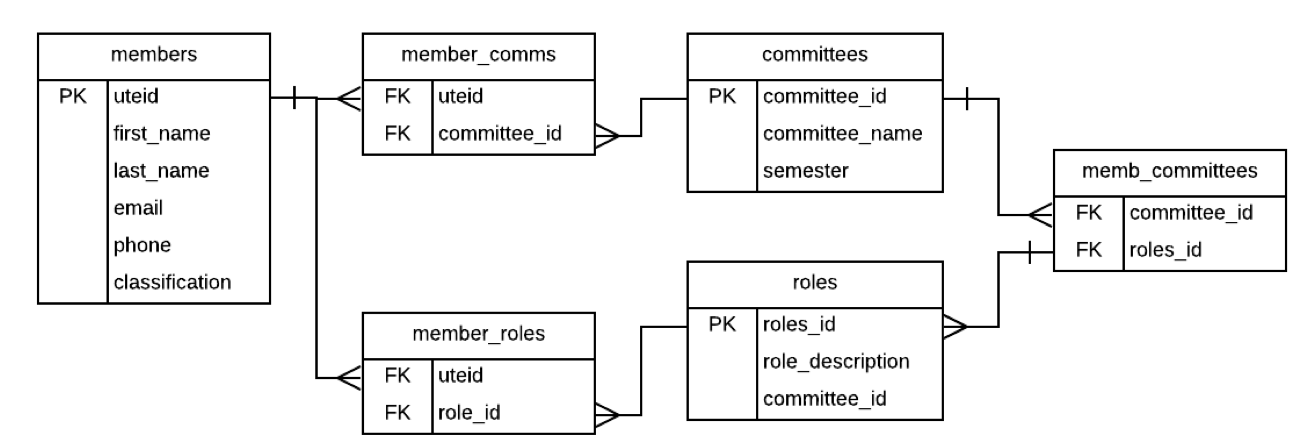 members
PK uteid
first_name
last_name
email
phone
classification
member_comms
FK uteid
FK committee_id
committees
PK committee_id
committee_name
semester
memb_committees
FK committee_id
FK roles_id
roles
PK roles_id
role_description
committee_id
member_roles
FK uteid
FK role_id